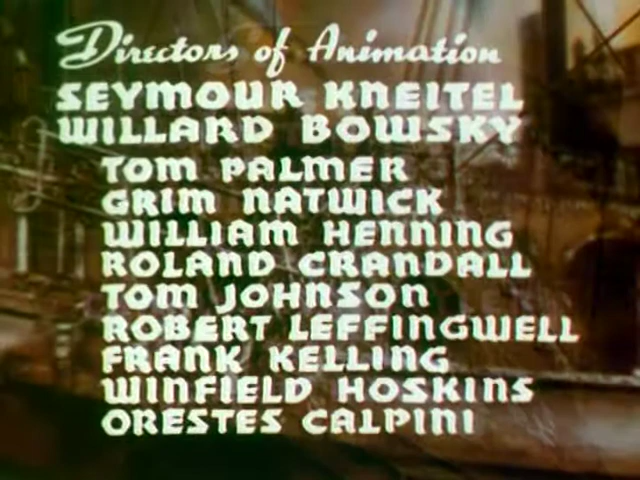 Directors of Animation
SEYMOUR KNEITEL
WILLARD BOWSKY
TOM PALMER
GRIM NATWICK
WILLIAM HENNING
ROLAND CRANDALL
TOM JOHNSON
ROBERT LEFFINGWELL
FRANK KELLING
WINFIELD HOSKINS
ORESTES CALPINI